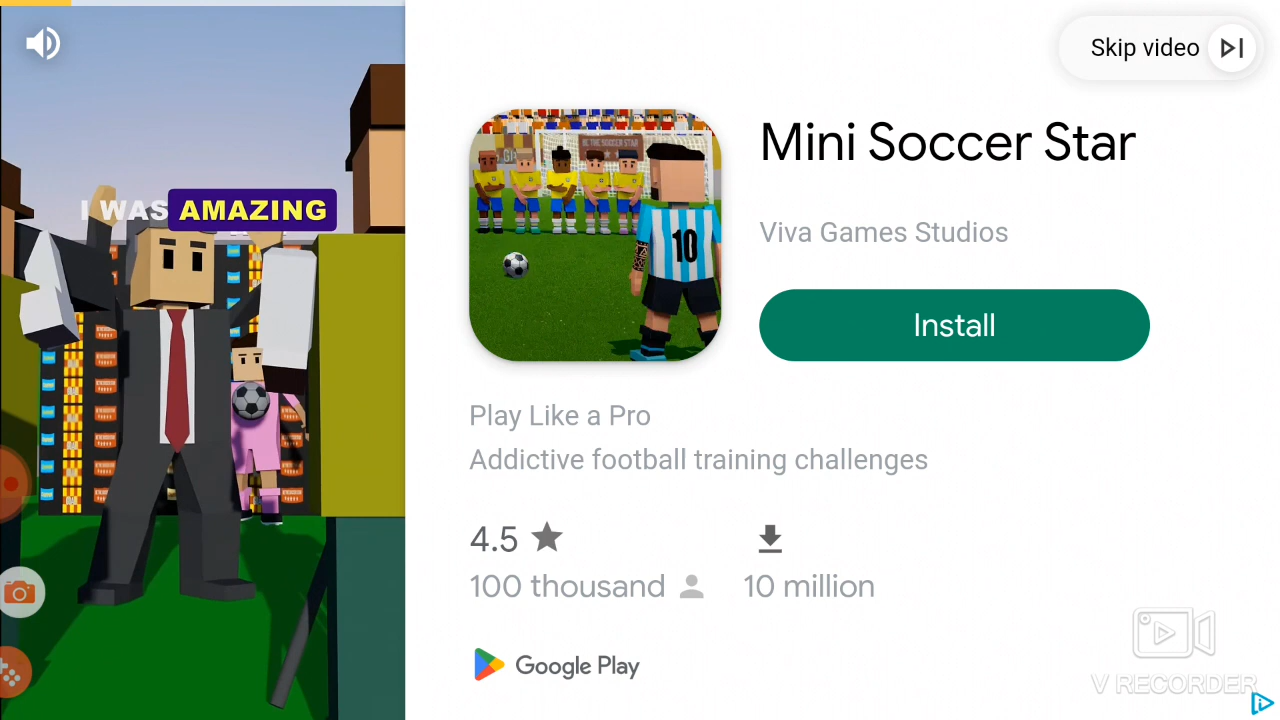 Skip video
I WAS AMAZING
Mini Soccer Star
Viva Games Studios
10
Install
Play Like a Pro
Addictive football training challenges
4.5
100 thousand
10 million
Google Play
V RECORDER